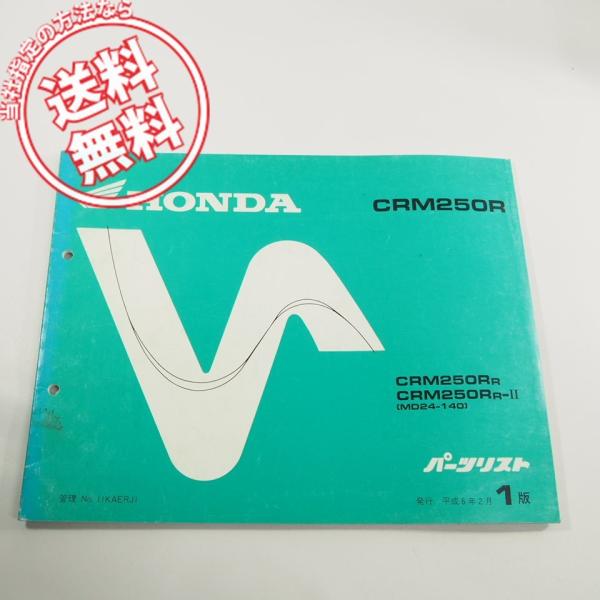 当社指定の方法なら
送料
無料
HONDA
CRM250R
CRM250RR
CRM250RR-II
(MD24-140)
パーツリスト
管理 No. 11KAERJ1
発行 平成6年2月 1版